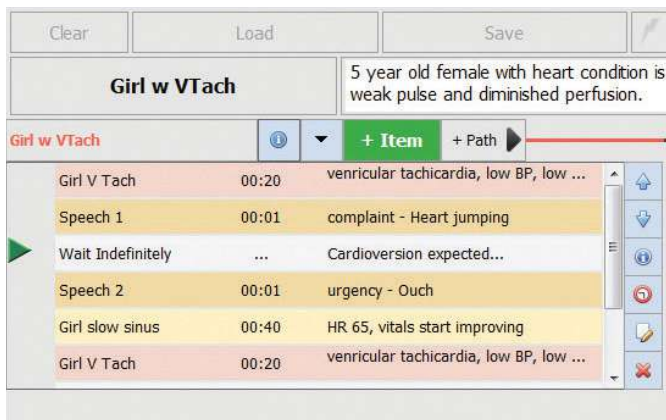 Clear Load Save
Girl w VTach
5 year old female with heart condition is
weak pulse and diminished perfusion.
Girl w VTach + Item + Path
Girl V Tach 00:20 venricular tachicardia, low BP, low ...
Speech 1 00:01 complaint - Heart jumping
Wait Indefinitely ... Cardioversion expected...
Speech 2 00:01 urgency - Ouch
Girl slow sinus 00:40 HR 65, vitals start improving
Girl V Tach 00:20 venricular tachicardia, low BP, low ...